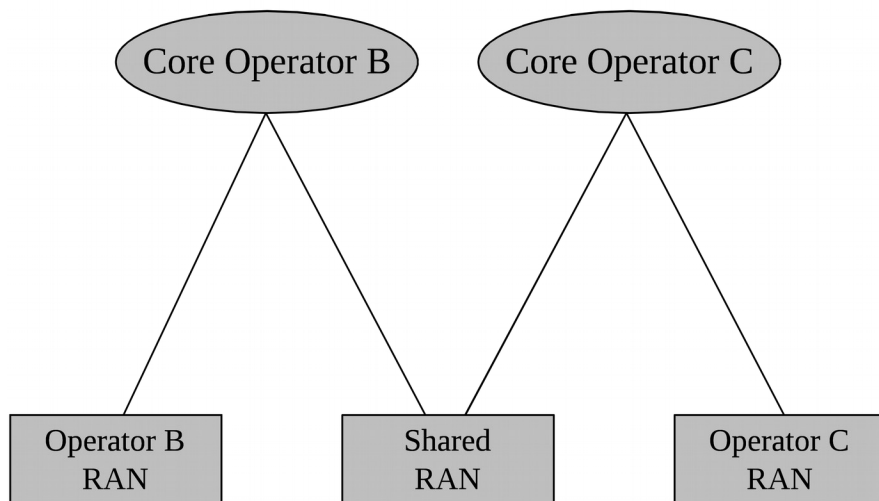 Core Operator B
Core Operator C
Operator B
RAN
Shared
RAN
Operator C
RAN